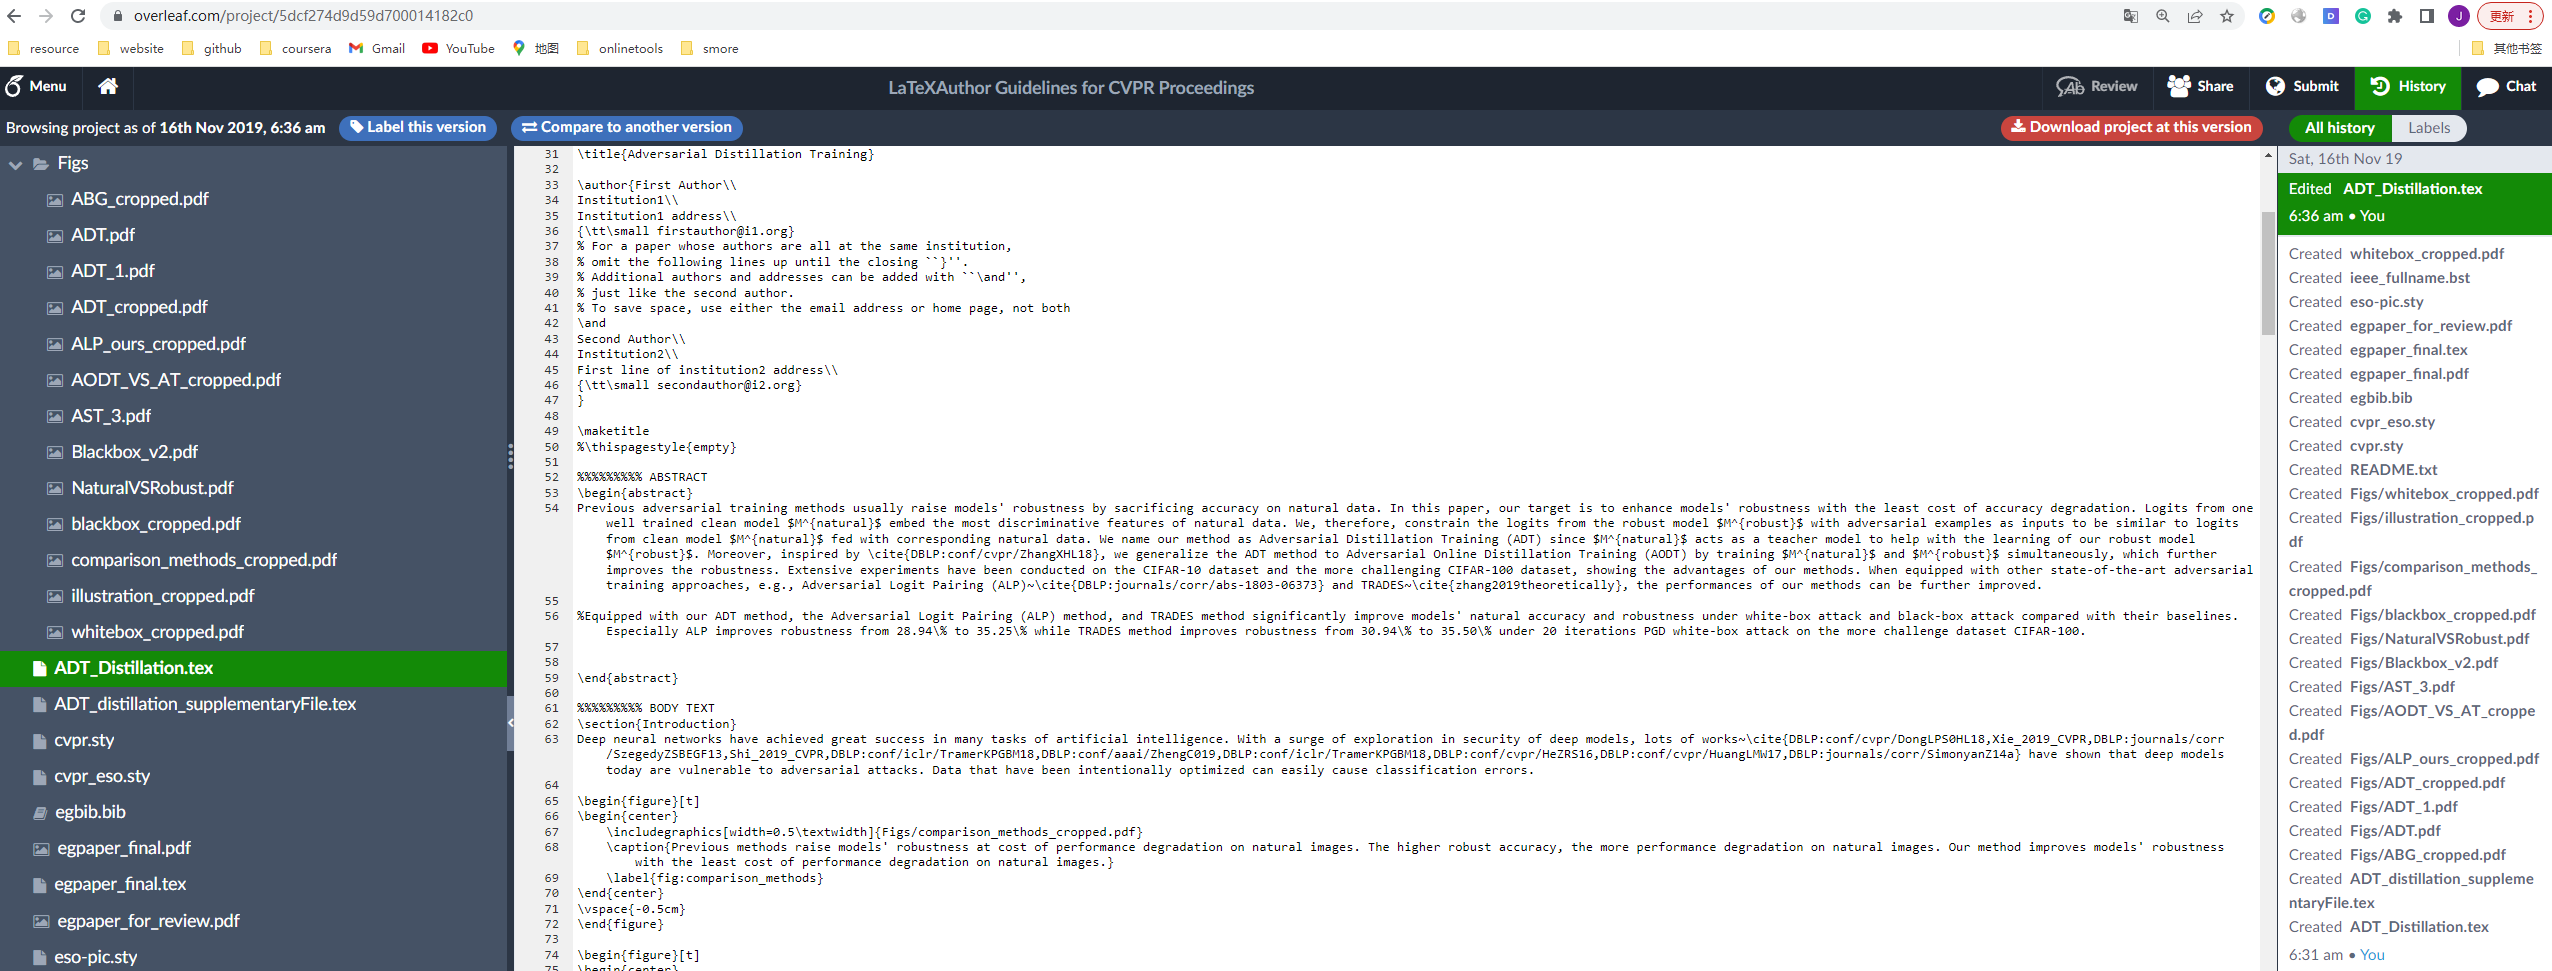 overleaf.com/project/5dcf274d9d59d700014182c0
D
J
更新
resource
website
github
coursera
Gmail
YouTube
地图
onlinetools
smore
其他书签
Menu
LaTeXAuthor Guidelines for CVPR Proceedings
Review
Share
Submit
History
Chat
Browsing project as of 16th Nov 2019, 6:36 am
Label this version
Compare to another version
Download project at this version
All history
Labels
Figs
ABG_cropped.pdf
ADT.pdf
ADT_1.pdf
ADT_cropped.pdf
ALP_ours_cropped.pdf
AODT_VS_AT_cropped.pdf
AST_3.pdf
Blackbox_v2.pdf
NaturalVSRobust.pdf
blackbox_cropped.pdf
comparison_methods_cropped.pdf
illustration_cropped.pdf
whitebox_cropped.pdf
ADT_Distillation.tex
ADT_distillation_supplementaryFile.tex
cvpr.sty
cvpr_eso.sty
egbib.bib
egpaper_final.pdf
egpaper_final.tex
egpaper_for_review.pdf
eso-pic.sty
31 \title{Adversarial Distillation Training}
32
33 \author{First Author\\
34 Institution1\\
35 Institution1 address\\
36 {\tt\small firstauthor@i1.org}
37 % For a paper whose authors are all at the same institution,
38 % omit the following lines up until the closing ``}''.
39 % Additional authors and addresses can be added with ``\and'',
40 % just like the second author.
41 % To save space, use either the email address or home page, not both
42 \and
43 Second Author\\
44 Institution2\\
45 First line of institution2 address\\
46 {\tt\small secondauthor@i2.org}
47 }
48
49 \maketitle
50 %\thispagestyle{empty}
51
52 %%%%%%%%% ABSTRACT
53 \begin{abstract}
54 Previous adversarial training methods usually raise models' robustness by sacrificing accuracy on natural data. In this paper, our target is to enhance models' robustness with the least cost of accuracy degradation. Logits from one
well trained clean model $M^{natural}$ embed the most discriminative features of natural data. We, therefore, constrain the logits from the robust model $M^{robust}$ with adversarial examples as inputs to be similar to logits
from clean model $M^{natural}$ fed with corresponding natural data. We name our method as Adversarial Distillation Training (ADT) since $M^{natural}$ acts as a teacher model to help with the learning of our robust model
$M^{robust}$. Moreover, inspired by \cite{DBLP:conf/cvpr/ZhangXHL18}, we generalize the ADT method to Adversarial Online Distillation Training (AODT) by training $M^{natural}$ and $M^{robust}$ simultaneously, which further
improves the robustness. Extensive experiments have been conducted on the CIFAR-10 dataset and the more challenging CIFAR-100 dataset, showing the advantages of our methods. When equipped with other state-of-the-art adversarial
training approaches, e.g., Adversarial Logit Pairing (ALP)~\cite{DBLP:journals/corr/abs-1803-06373} and TRADES~\cite{zhang2019theoretically}, the performances of our methods can be further improved.
55
56 %Equipped with our ADT method, the Adversarial Logit Pairing (ALP) method, and TRADES method significantly improve models' natural accuracy and robustness under white-box attack and black-box attack compared with their baselines.
Especially ALP improves robustness from 28.94\% to 35.25\% while TRADES method improves robustness from 30.94\% to 35.50\% under 20 iterations PGD white-box attack on the more challenge dataset CIFAR-100.
57
58
59 \end{abstract}
60
61 %%%%%%%%% BODY TEXT
62 \section{Introduction}
63 Deep neural networks have achieved great success in many tasks of artificial intelligence. With a surge of exploration in security of deep models, lots of works~\cite{DBLP:conf/cvpr/DongLPS0HL18,Xie_2019_CVPR,DBLP:journals/corr
/SzegedyZSBEGF13,Shi_2019_CVPR,DBLP:conf/iclr/TramerKPGBM18,DBLP:conf/aaai/ZhengC019,DBLP:conf/iclr/TramerKPGBM18,DBLP:conf/cvpr/HeZRS16,DBLP:conf/cvpr/HuangLMW17,DBLP:journals/corr/SimonyanZ14a} have shown that deep models
today are vulnerable to adversarial attacks. Data that have been intentionally optimized can easily cause classification errors.
64
65 \begin{figure}[t]
66 \begin{center}
67 \includegraphics[width=0.5\textwidth]{Figs/comparison_methods_cropped.pdf}
68 \caption{Previous methods raise models' robustness at cost of performance degradation on natural images. The higher robust accuracy, the more performance degradation on natural images. Our method improves models' robustness
with the least cost of performance degradation on natural images.}
69 \label{fig:comparison_methods}
70 \end{center}
71 \vspace{-0.5cm}
72 \end{figure}
73
74 \begin{figure}[t]
75 \begin{center}
Sat, 16th Nov 19
Edited ADT_Distillation.tex
6:36 am • You
Created whitebox_cropped.pdf
Created ieee_fullname.bst
Created eso-pic.sty
Created egpaper_for_review.pdf
Created egpaper_final.tex
Created egpaper_final.pdf
Created egbib.bib
Created cvpr_eso.sty
Created cvpr.sty
Created README.txt
Created Figs/whitebox_cropped.pdf
Created Figs/illustration_cropped.p
df
Created Figs/comparison_methods_
cropped.pdf
Created Figs/blackbox_cropped.pdf
Created Figs/NaturalVSRobust.pdf
Created Figs/Blackbox_v2.pdf
Created Figs/AST_3.pdf
Created Figs/AODT_VS_AT_croppe
d.pdf
Created Figs/ALP_ours_cropped.pdf
Created Figs/ADT_cropped.pdf
Created Figs/ADT_1.pdf
Created Figs/ADT.pdf
Created Figs/ABG_cropped.pdf
Created ADT_distillation_suppleme
ntaryFile.tex
Created ADT_Distillation.tex
6:31 am • You